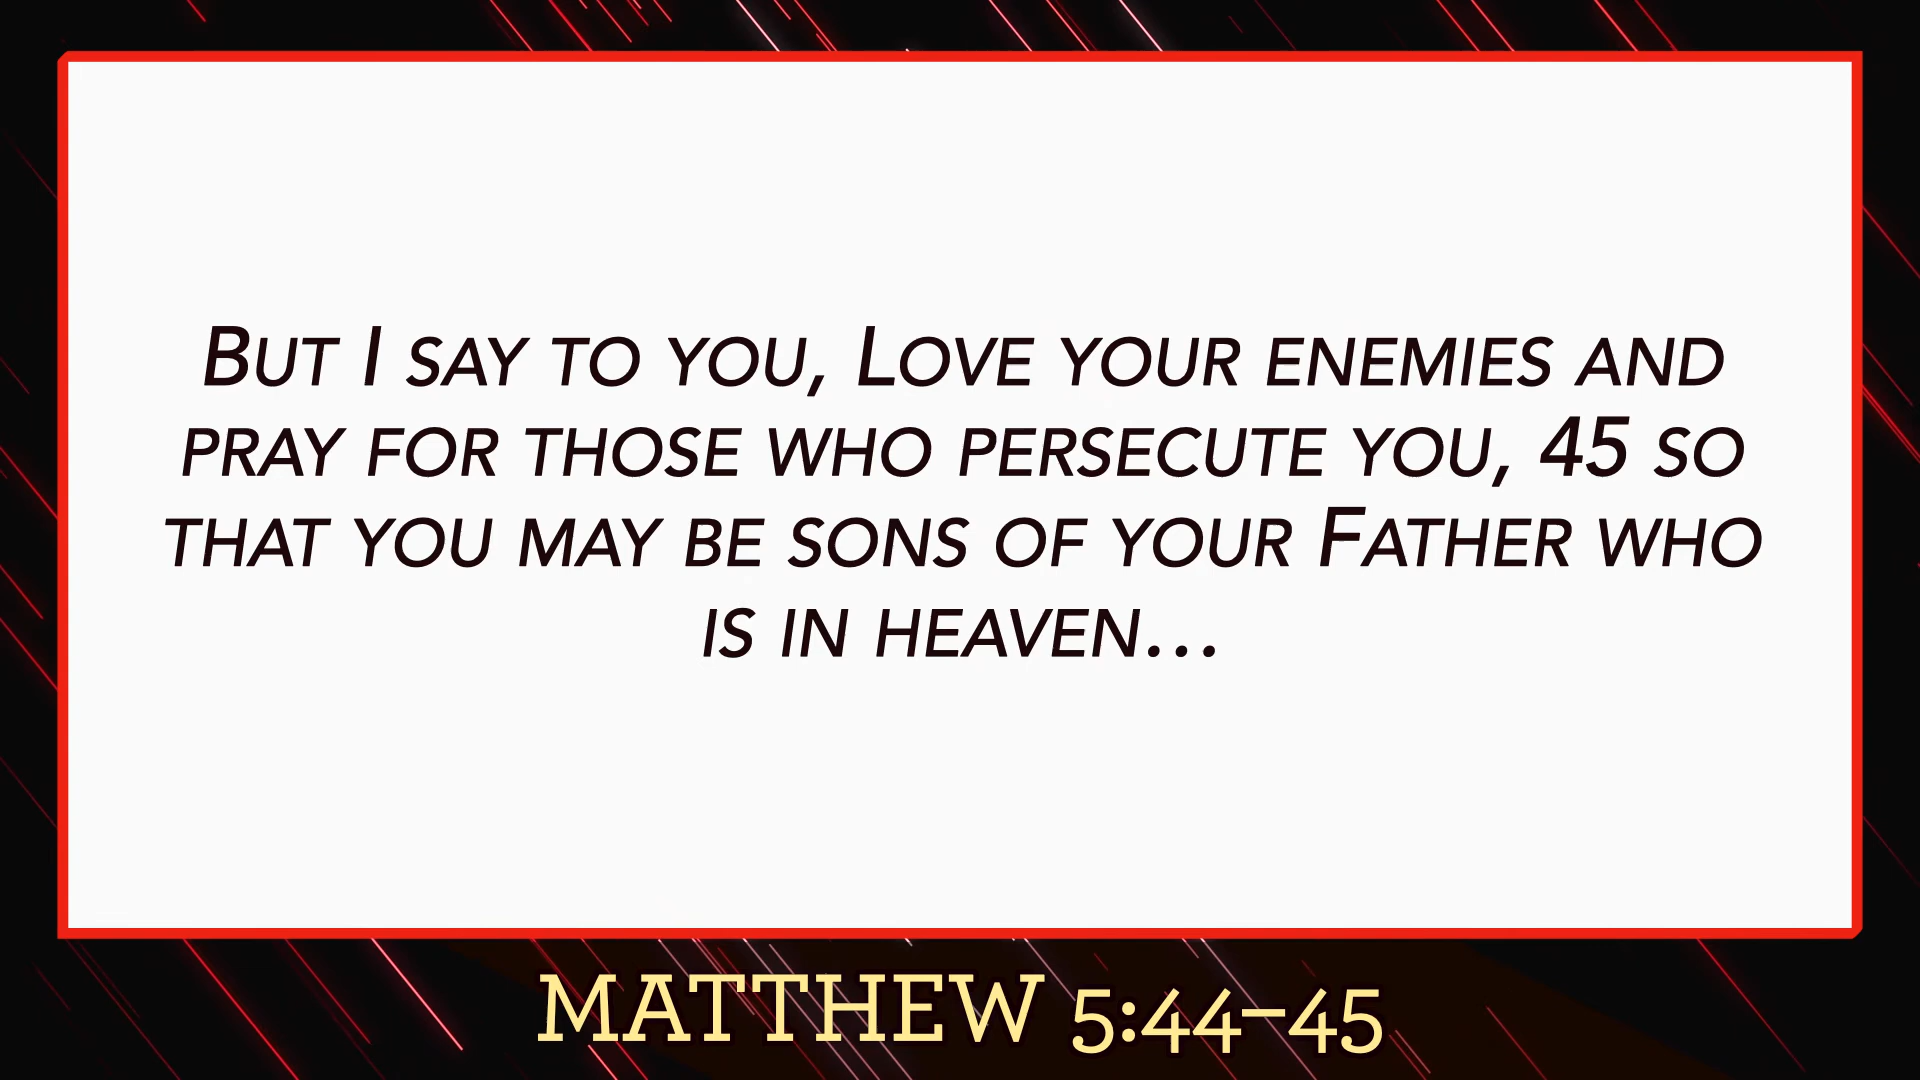 But I say to you, Love your enemies and
pray for those who persecute you, 45 so
that you may be sons of your Father who
is in heaven…
MATTHEW 5:44–45